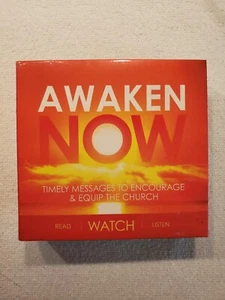 AWAKEN
NOW
TIMELY MESSAGES TO ENCOURAGE
& EQUIP THE CHURCH
READ | WATCH | LISTEN